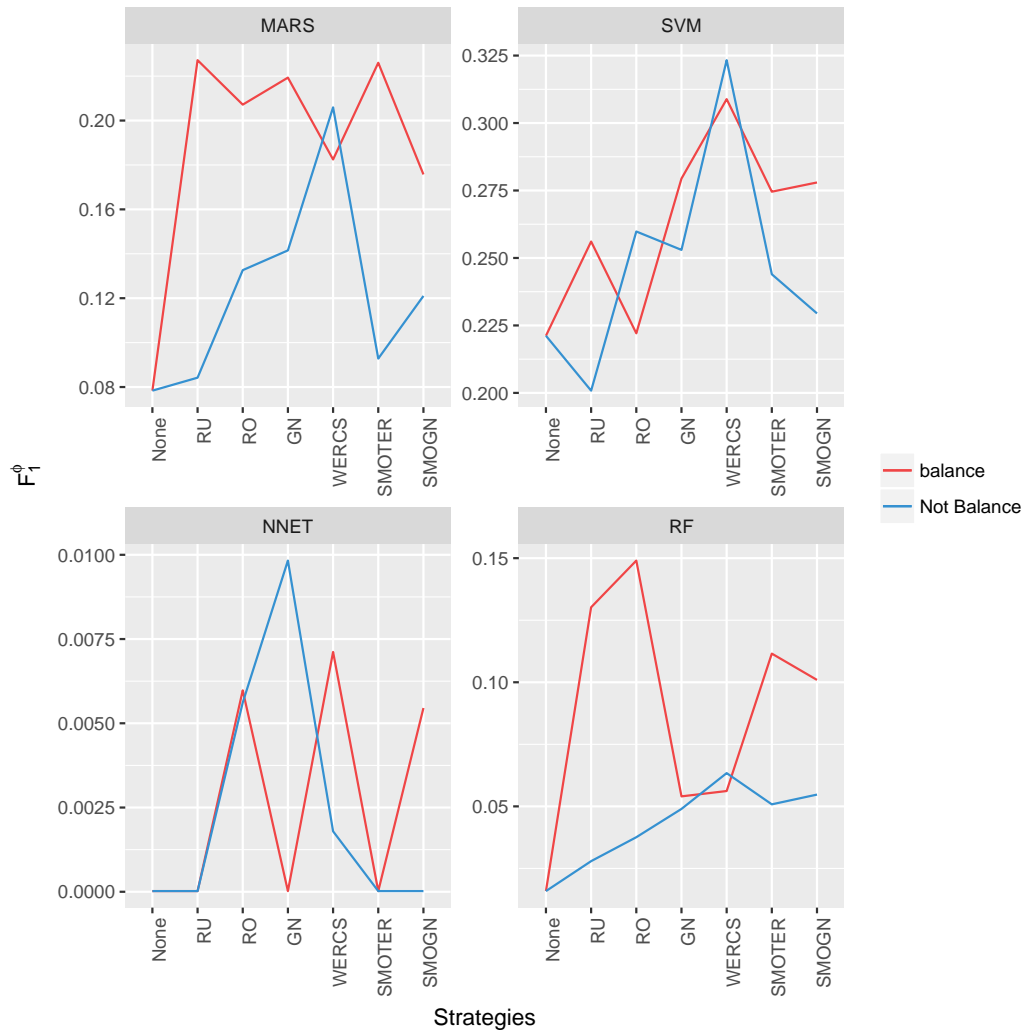 MARS
SVM
0.20
0.16
0.12
0.08
0.325
0.300
0.275
0.250
0.225
0.200
None
RU
RO
GN
WERCS
SMOTER
SMOGN
None
RU
RO
GN
WERCS
SMOTER
SMOGN
F₁^ϕ
balance
Not Balance
NNET
RF
0.0100
0.0075
0.0050
0.0025
0.0000
0.15
0.10
0.05
None
RU
RO
GN
WERCS
SMOTER
SMOGN
None
RU
RO
GN
WERCS
SMOTER
SMOGN
Strategies